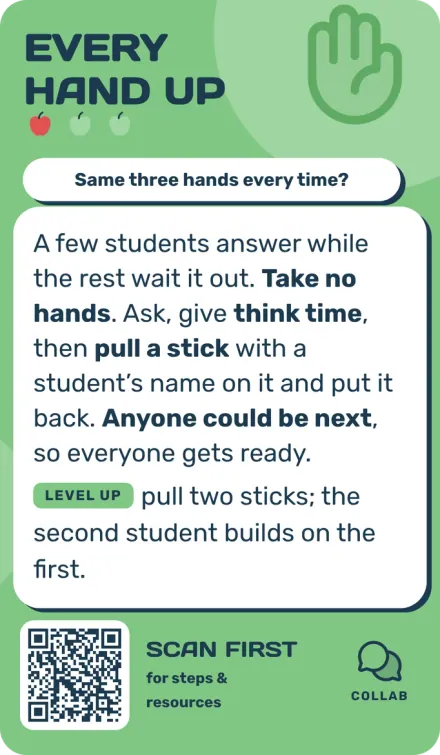 EVERY
HAND UP
Same three hands every time?
A few students answer while
the rest wait it out. Take no
hands. Ask, give think time,
then pull a stick with a
student’s name on it and put it
back. Anyone could be next,
so everyone gets ready.
LEVEL UP pull two sticks; the
second student builds on the
first.
SCAN FIRST
for steps &
resources
COLLAB